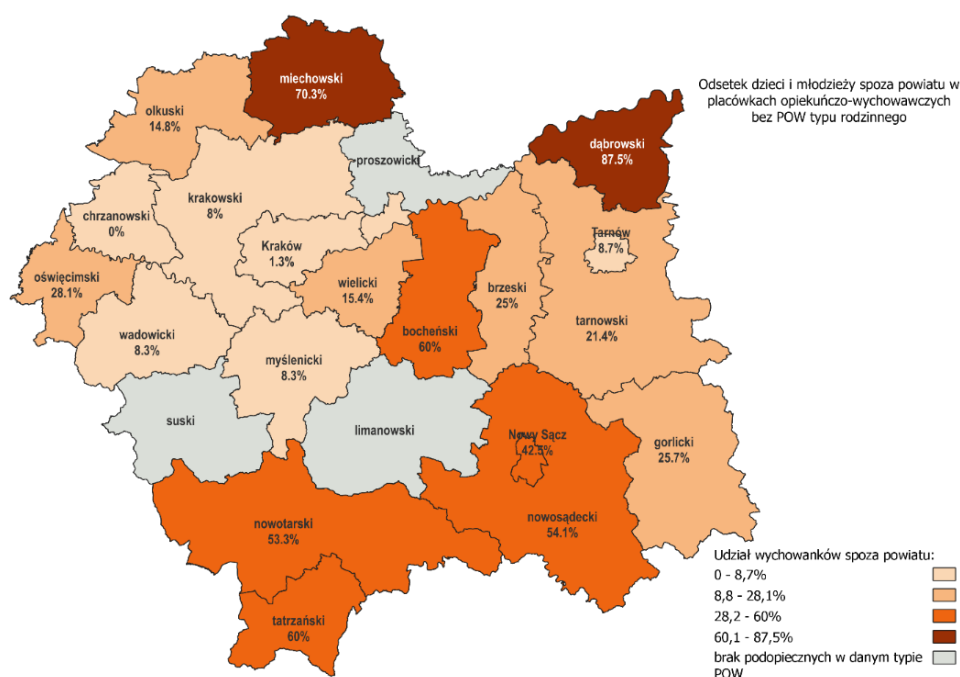 Odsetek dzieci i młodzieży spoza powiatu w
placówkach opiekuńczo-wychowawczych
bez POW typu rodzinnego
miechowski
70.3%
olkuski
14.8%
proszowicki
dąbrowski
87.5%
krakowski
8%
chrzanowski
0%
Kraków
1.3%
Tarnów
8.7%
oświęcimski
28.1%
wielicki
15.4%
brzeski
25%
wadowicki
8.3%
bocheński
60%
tarnowski
21.4%
myślenicki
8.3%
suski
limanowski
Nowy Sącz
42.5%
gorlicki
25.7%
nowotarski
53.3%
nowosądecki
54.1%
tatrzański
60%
Udział wychowanków spoza powiatu:
0 - 8,7%
8,8 - 28,1%
28,2 - 60%
60,1 - 87,5%
brak podopiecznych w danym typie
POW